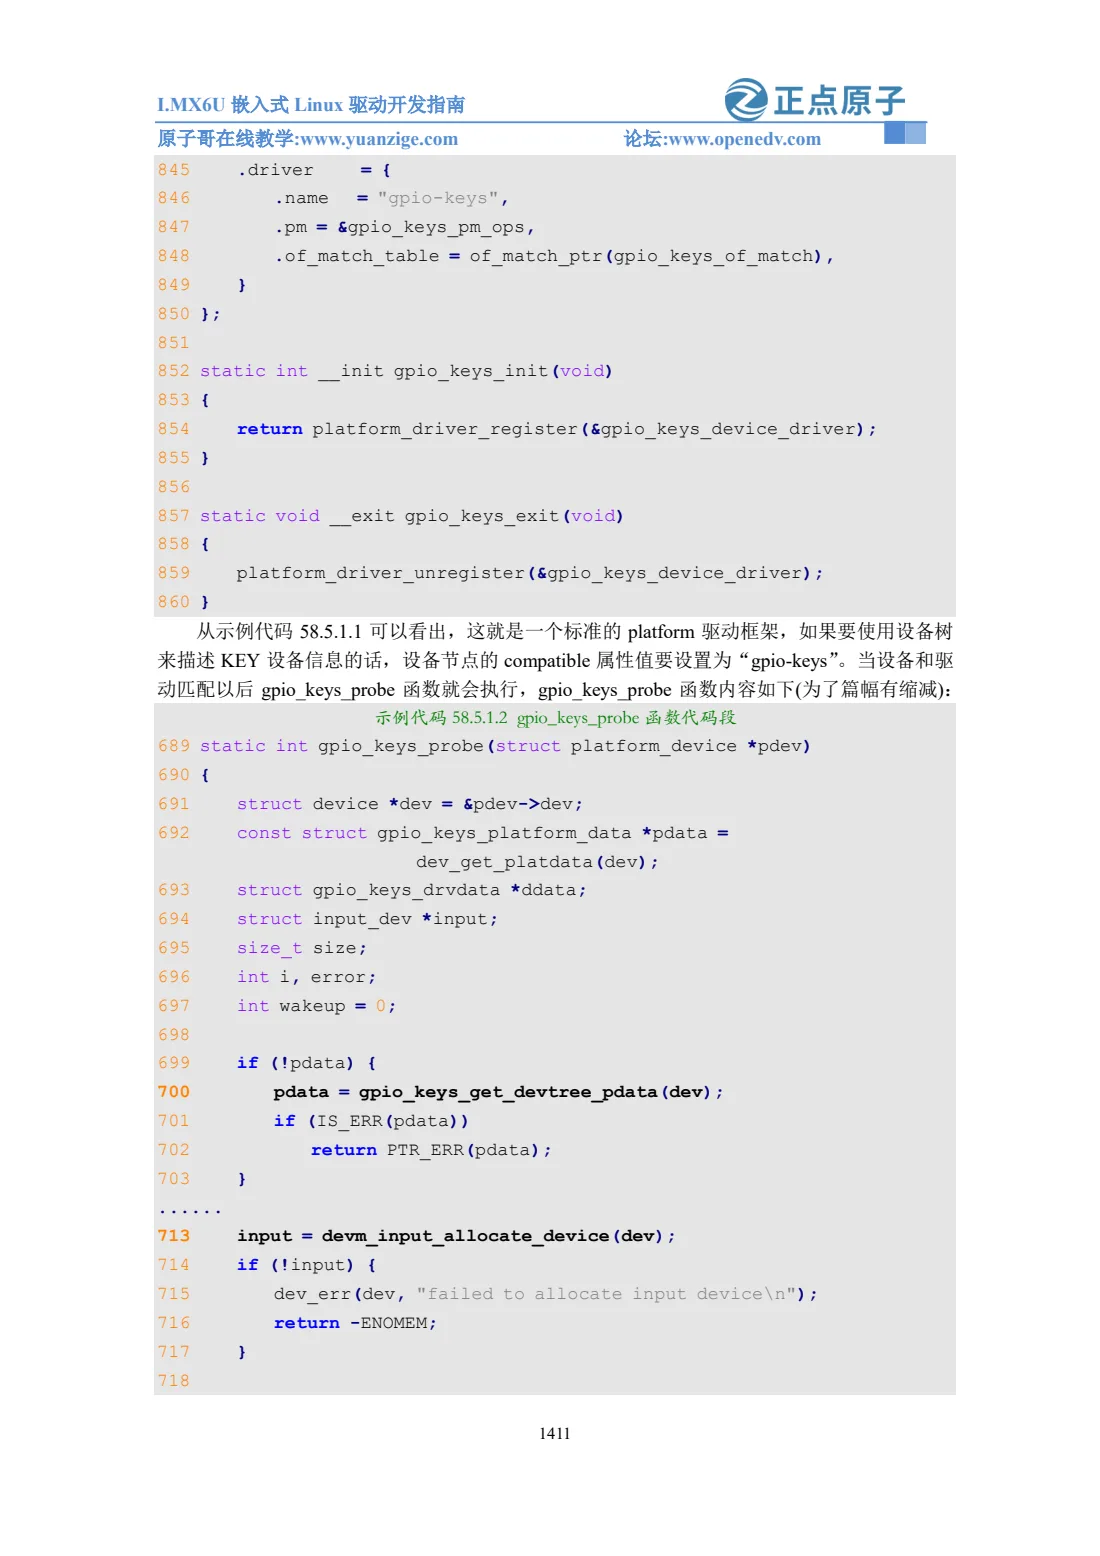 I.MX6U 嵌入式 Linux 驱动开发指南
正点原子
原子哥在线教学:www.yuanzige.com 论坛:www.openedv.com
845 .driver = {
846 .name = "gpio-keys",
847 .pm = &gpio_keys_pm_ops,
848 .of_match_table = of_match_ptr(gpio_keys_of_match),
849 }
850 };
851
852 static int __init gpio_keys_init(void)
853 {
854 return platform_driver_register(&gpio_keys_device_driver);
855 }
856
857 static void __exit gpio_keys_exit(void)
858 {
859 platform_driver_unregister(&gpio_keys_device_driver);
860 }
从示例代码 58.5.1.1 可以看出，这就是一个标准的 platform 驱动框架，如果要使用设备树
来描述 KEY 设备信息的话，设备节点的 compatible 属性值要设置为“gpio-keys”。当设备和驱
动匹配以后 gpio_keys_probe 函数就会执行，gpio_keys_probe 函数内容如下(为了篇幅有缩减)：
示例代码 58.5.1.2 gpio_keys_probe 函数代码段
689 static int gpio_keys_probe(struct platform_device *pdev)
690 {
691 struct device *dev = &pdev->dev;
692 const struct gpio_keys_platform_data *pdata =
dev_get_platdata(dev);
693 struct gpio_keys_drvdata *ddata;
694 struct input_dev *input;
695 size_t size;
696 int i, error;
697 int wakeup = 0;
698
699 if (!pdata) {
700 pdata = gpio_keys_get_devtree_pdata(dev);
701 if (IS_ERR(pdata))
702 return PTR_ERR(pdata);
703 }
......
713 input = devm_input_allocate_device(dev);
714 if (!input) {
715 dev_err(dev, "failed to allocate input device\n");
716 return -ENOMEM;
717 }
718
1411